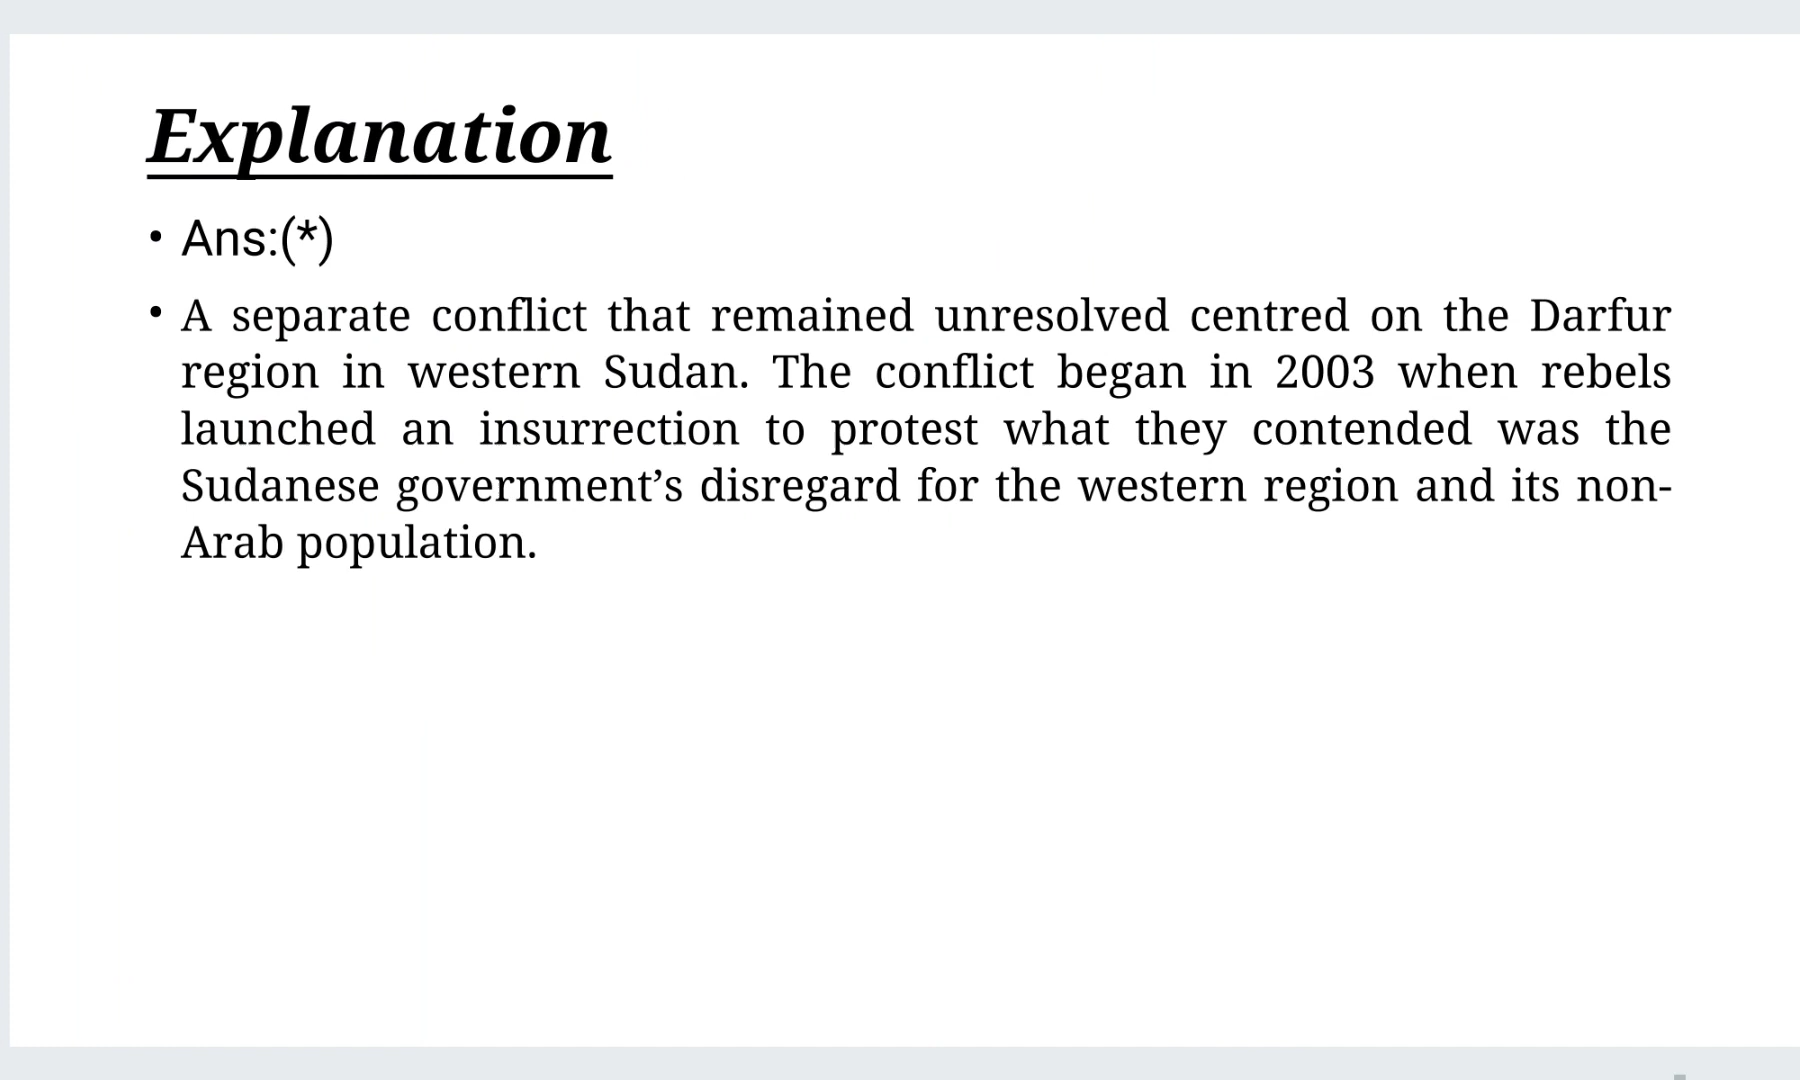 Explanation
• Ans:(*)
• A separate conflict that remained unresolved centred on the Darfur
region in western Sudan. The conflict began in 2003 when rebels
launched an insurrection to protest what they contended was the
Sudanese government’s disregard for the western region and its non-
Arab population.